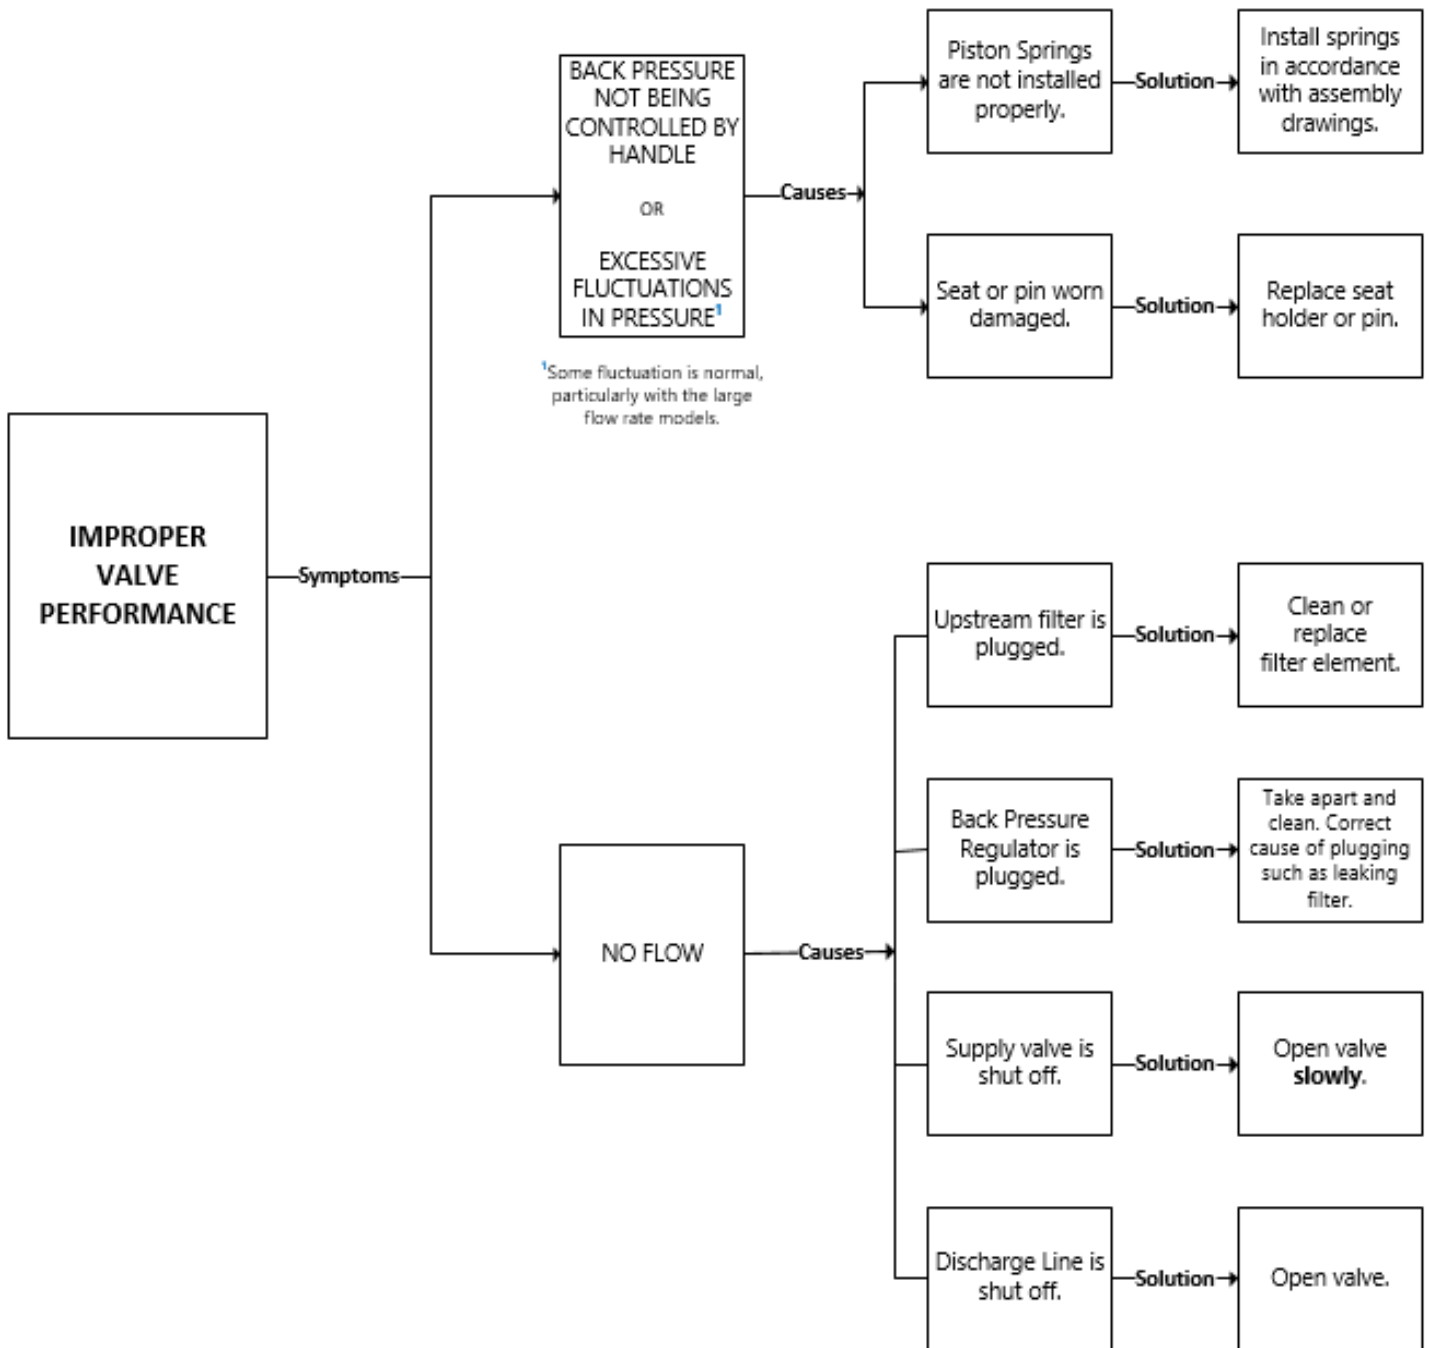 IMPROPER
VALVE
PERFORMANCE
Symptoms
BACK PRESSURE
NOT BEING
CONTROLLED BY
HANDLE
OR
EXCESSIVE
FLUCTUATIONS
IN PRESSURE¹
¹Some fluctuation is normal,
particularly with the large
flow rate models.
Causes
Piston Springs
are not installed
properly.
Solution
Install springs
in accordance
with assembly
drawings.
Seat or pin worn
damaged.
Solution
Replace seat
holder or pin.
NO FLOW
Causes
Upstream filter is
plugged.
Solution
Clean or
replace
filter element.
Back Pressure
Regulator is
plugged.
Solution
Take apart and
clean. Correct
cause of plugging
such as leaking
filter.
Supply valve is
shut off.
Solution
Open valve
slowly.
Discharge Line is
shut off.
Solution
Open valve.